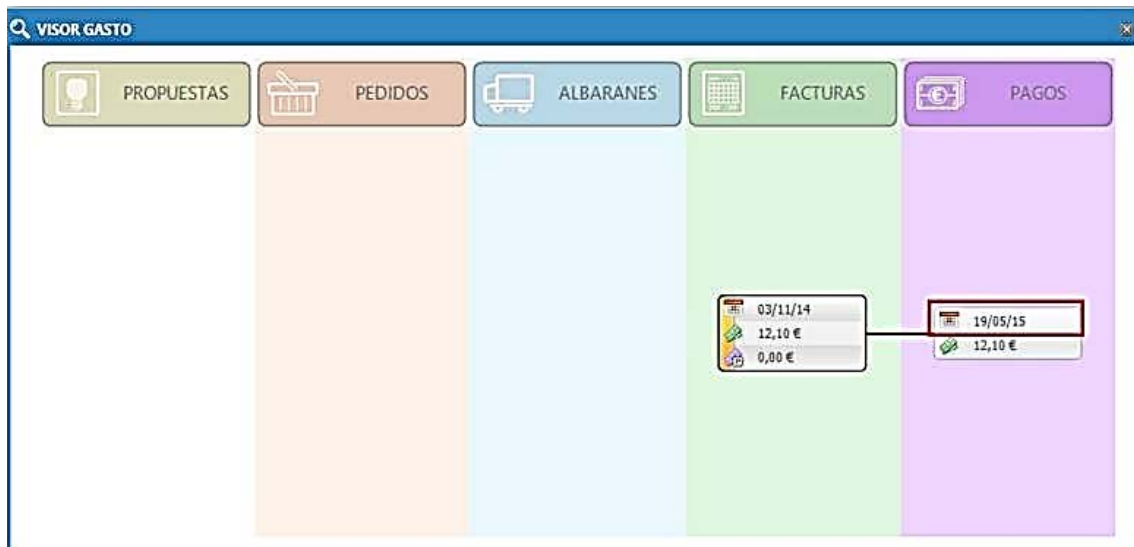 VISOR GASTO
PROPUESTAS
PEDIDOS
ALBARANES
FACTURAS
PAGOS
03/11/14
12,10 €
0,00 €
19/05/15
12,10 €